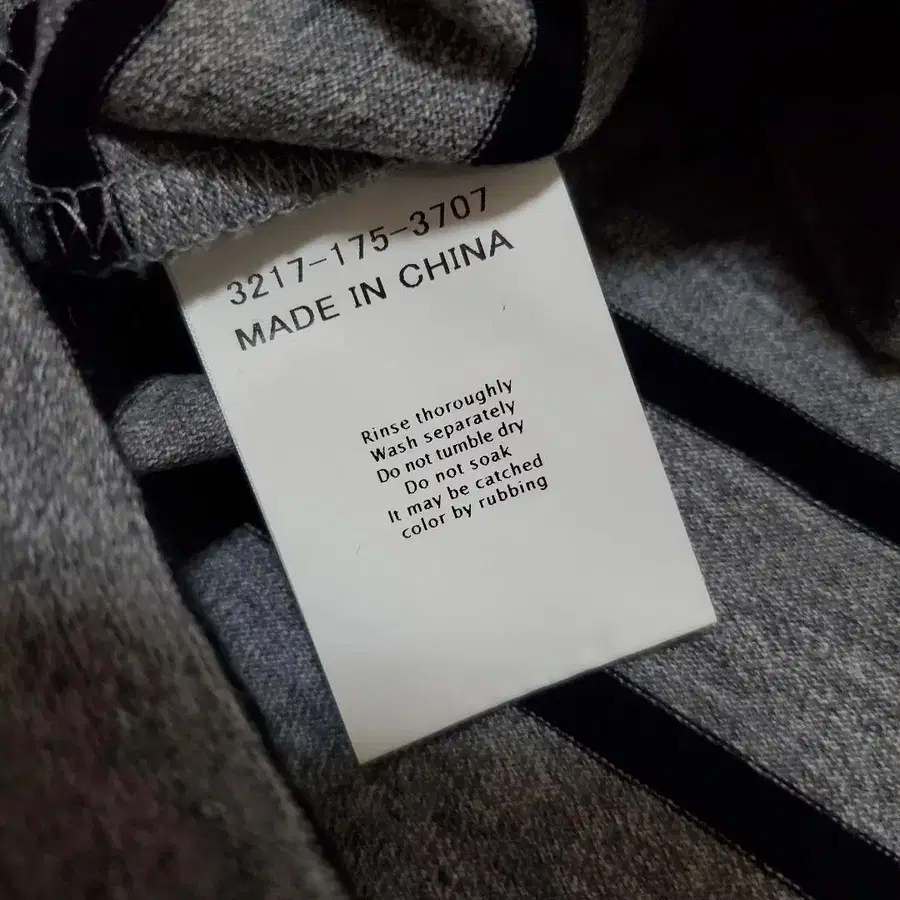 3217-175-3707
MADE IN CHINA
Rinse thoroughly
Wash separately
Do not tumble dry
Do not soak
It may be catched
color by rubbing